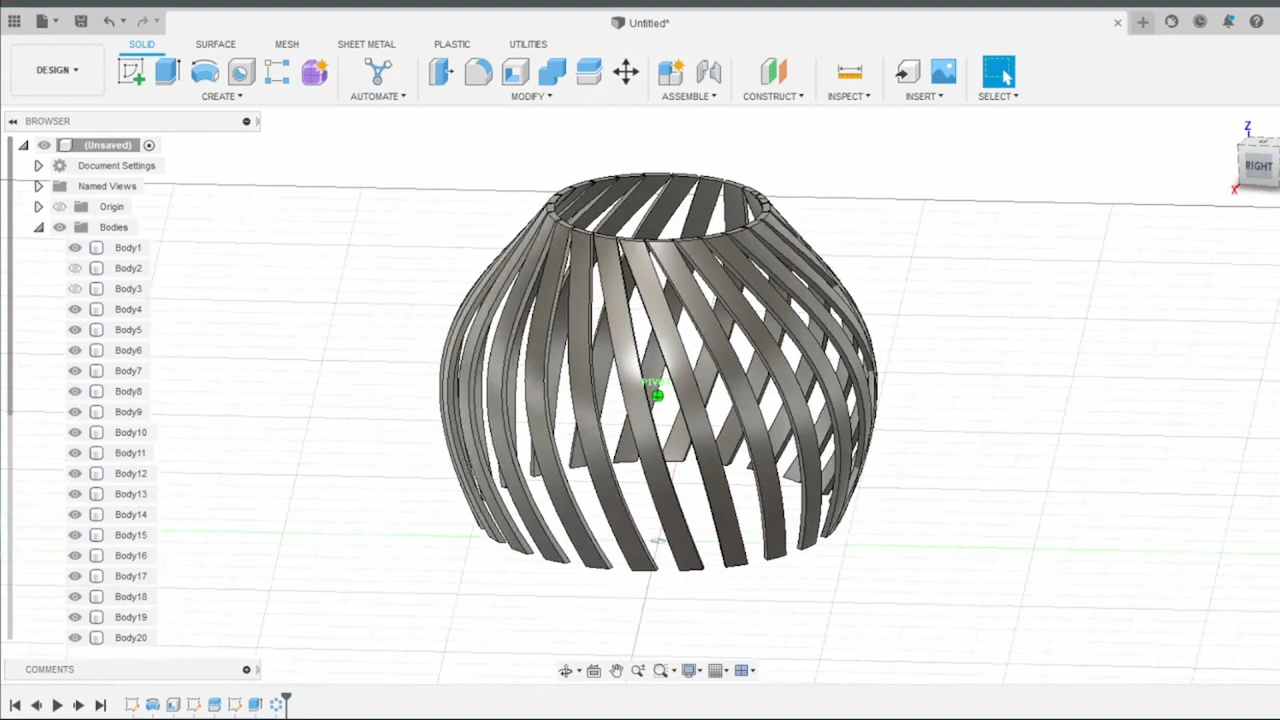 Untitled*
SOLID SURFACE MESH SHEET METAL PLASTIC UTILITIES
DESIGN
CREATE AUTOMATE MODIFY ASSEMBLE CONSTRUCT INSPECT INSERT SELECT
BROWSER
(Unsaved)
Document Settings
Named Views
Origin
Bodies
Body1
Body2
Body3
Body4
Body5
Body6
Body7
Body8
Body9
Body10
Body11
Body12
Body13
Body14
Body15
Body16
Body17
Body18
Body19
Body20
Z
RIGHT
X
COMMENTS